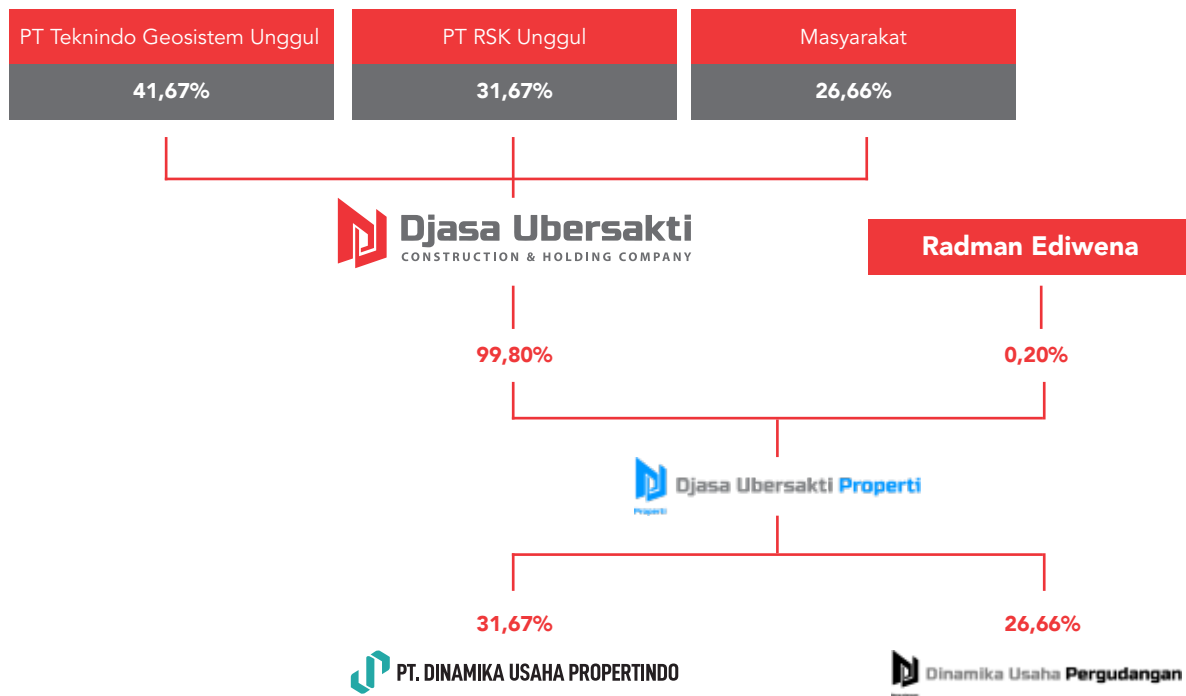 PT Teknindo Geosistem Unggul
41,67%
PT RSK Unggul
31,67%
Masyarakat
26,66%
Djasa Ubersakti
CONSTRUCTION & HOLDING COMPANY
Radman Ediwena
99,80%
0,20%
Djasa Ubersakti Properti
Properti
31,67%
26,66%
PT. DINAMIKA USAHA PROPERTINDO
Dinamika Usaha Pergudangan